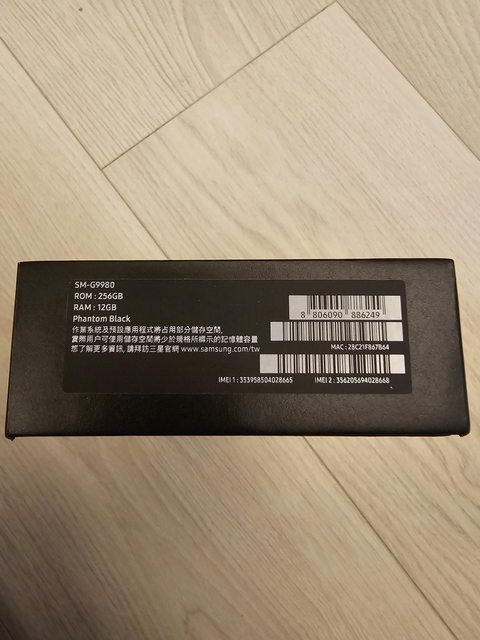 SM-G9980
ROM : 256GB
RAM : 12GB
Phantom Black
作業系統及預設應用程式將占用部分儲存空間,
實際用戶可使用儲存空間將少於規格所標示的記憶體容量
您了解更多資訊, 請拜訪三星官網 www.samsung.com/tw
8 806090 886249
MAC : 28C21F867B64
IMEI 1 : 353958504028665
IMEI 2 : 356205694028668